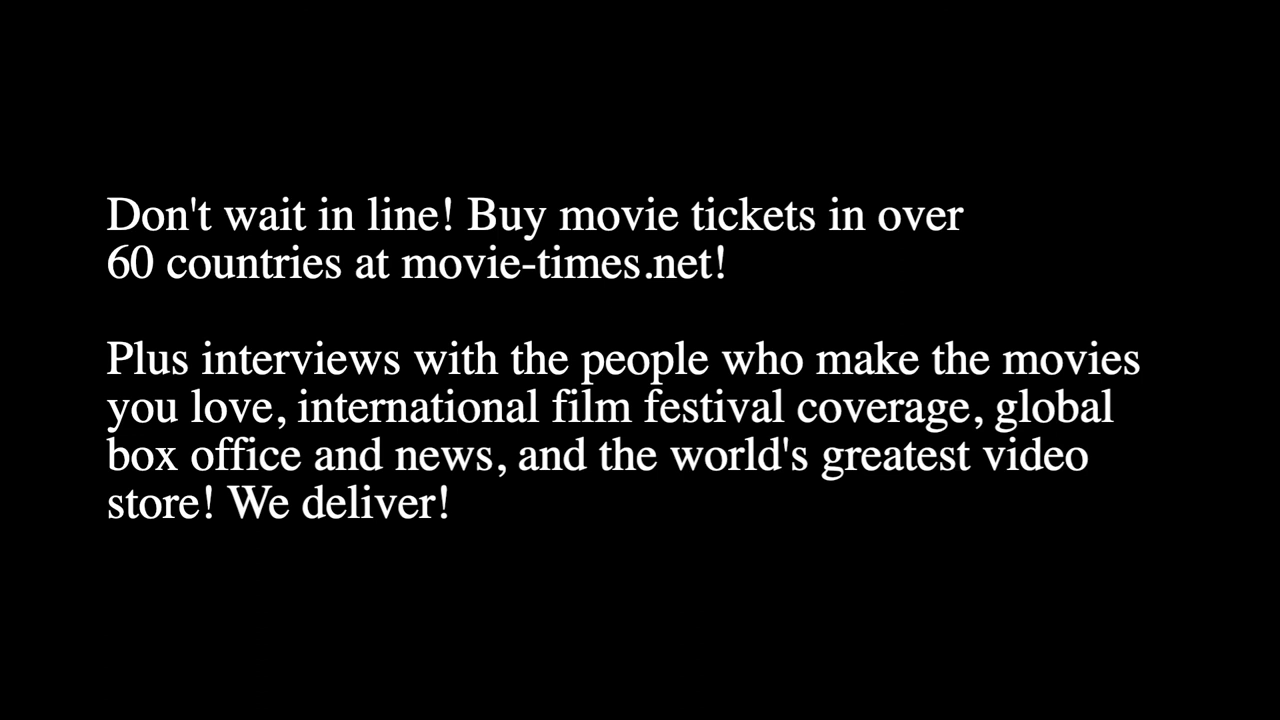 Don't wait in line! Buy movie tickets in over
60 countries at movie-times.net!
Plus interviews with the people who make the movies
you love, international film festival coverage, global
box office and news, and the world's greatest video
store! We deliver!